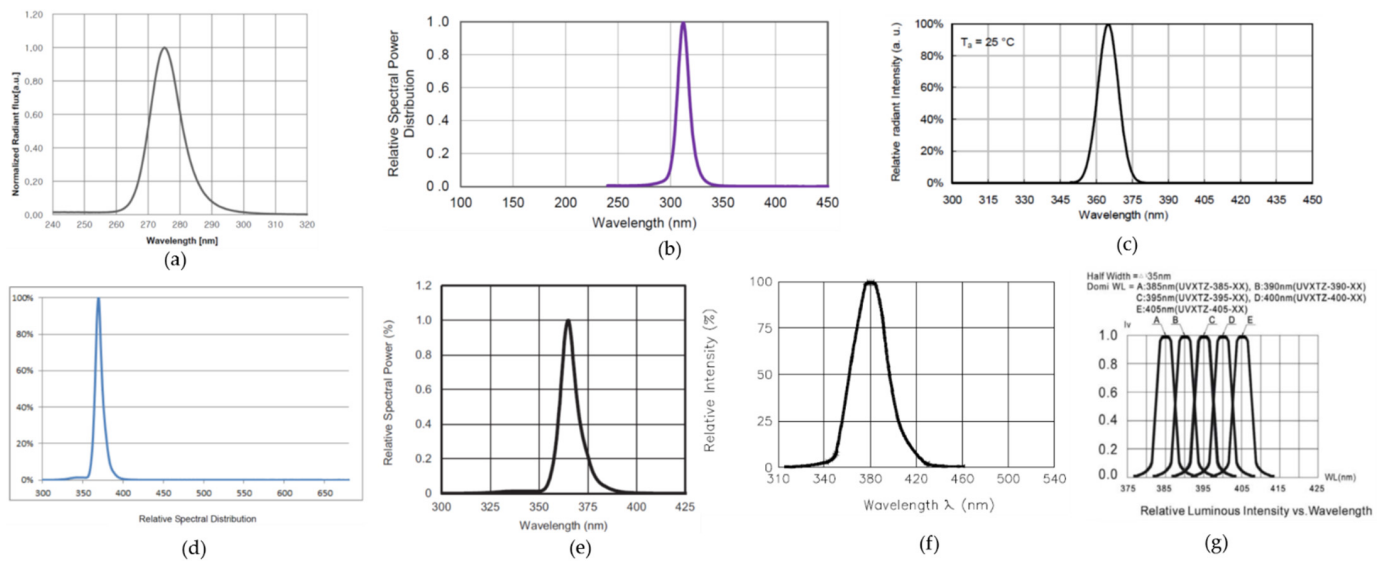 1,20
1,00
0,80
0,60
0,40
0,20
0,00
Normalized Radiant flux[a.u.]
240 250 260 270 280 290 300 310 320
Wavelength [nm]
(a)
1.0
0.8
0.6
0.4
0.2
0.0
Relative Spectral Power
Distribution
100 150 200 250 300 350 400 450
Wavelength (nm)
(b)
100%
80%
60%
40%
20%
0%
Relative radiant Intensity (a. u.)
Ta = 25 °C
300 315 330 345 360 375 390 405 420 435 450
Wavelength (nm)
(c)
100%
80%
60%
40%
20%
0%
300 350 400 450 500 550 600 650
Relative Spectral Distribution
(d)
1.2
1.0
0.8
0.6
0.4
0.2
0
Relative Spectral Power (%)
300 325 350 375 400 425
Wavelength (nm)
(e)
100
75
50
25
0
Relative Intensity (%)
310 340 380 420 460 500 540
Wavelength λ (nm)
(f)
Half Width = 35nm
Domi WL = A:385nm(UVXTZ-385-XX), B:390nm(UVXTZ-390-XX)
C:395nm(UVXTZ-395-XX), D:400nm(UVXTZ-400-XX)
E:405nm(UVXTZ-405-XX)
Iv A B C D E
1.0
0.8
0.6
0.4
0.2
0.0
375 385 395 405 415 425
WL(nm)
Relative Luminous Intensity vs.Wavelength
(g)